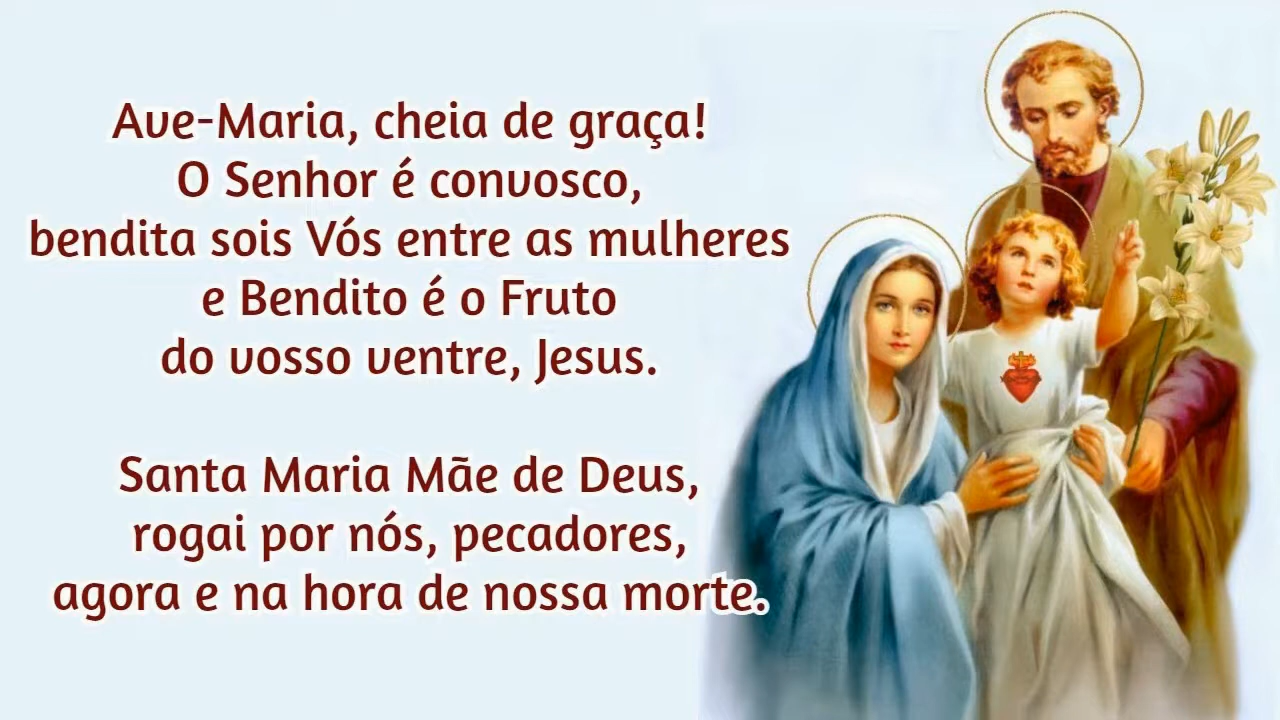 Ave-Maria, cheia de graça!
O Senhor é convosco,
bendita sois Vós entre as mulheres
e Bendito é o Fruto
do vosso ventre, Jesus.
Santa Maria Mãe de Deus,
rogai por nós, pecadores,
agora e na hora de nossa morte.